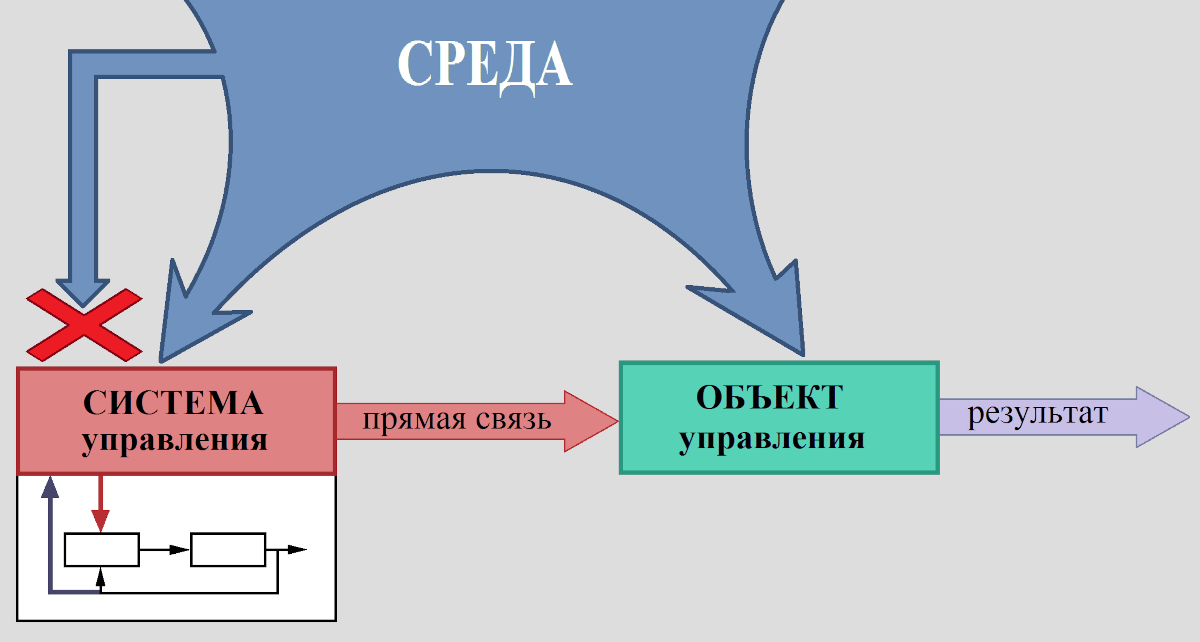 СРЕДА
СИСТЕМА
управления
прямая связь
ОБЪЕКТ
управления
результат